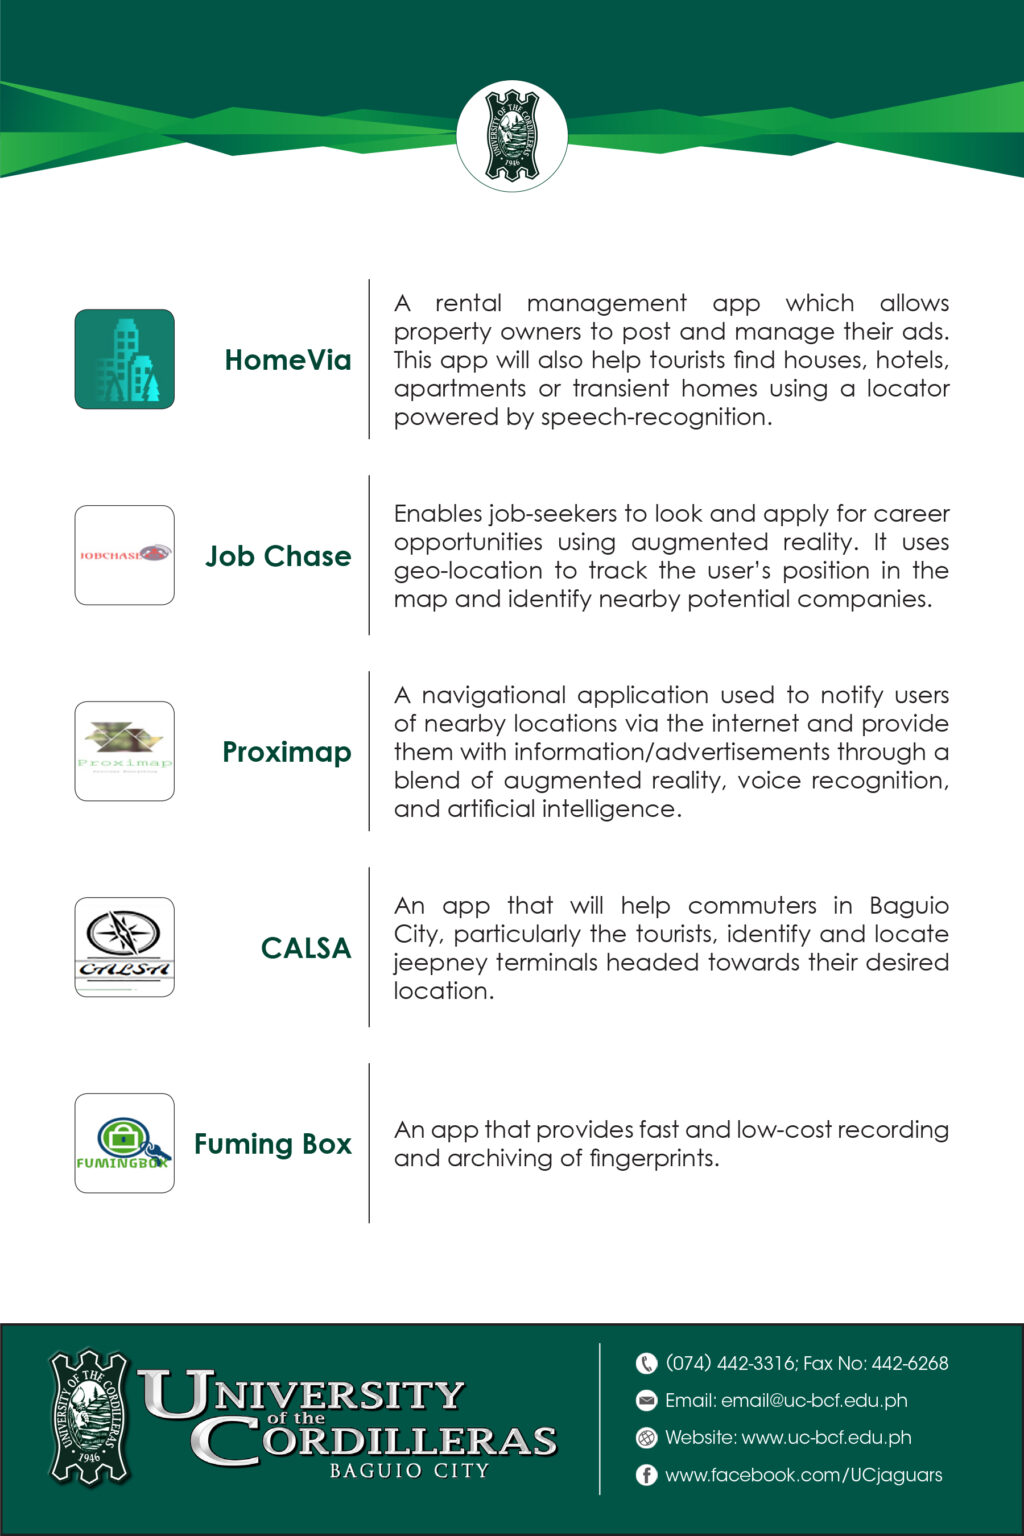 UNIVERSITY OF THE CORDILLERAS
1946
HomeVia
A rental management app which allows
property owners to post and manage their ads.
This app will also help tourists find houses, hotels,
apartments or transient homes using a locator
powered by speech-recognition.
JOBCHASE
Job Chase
Enables job-seekers to look and apply for career
opportunities using augmented reality. It uses
geo-location to track the user's position in the
map and identify nearby potential companies.
Proximap
Proximap
A navigational application used to notify users
of nearby locations via the internet and provide
them with information/advertisements through a
blend of augmented reality, voice recognition,
and artificial intelligence.
CALSA
CALSA
An app that will help commuters in Baguio
City, particularly the tourists, identify and locate
jeepney terminals headed towards their desired
location.
FUMINGBOX
Fuming Box
An app that provides fast and low-cost recording
and archiving of fingerprints.
UNIVERSITY OF THE CORDILLERAS
1946
UNIVERSITY
of the
CORDILLERAS
BAGUIO CITY
(074) 442-3316; Fax No: 442-6268
Email: email@uc-bcf.edu.ph
Website: www.uc-bcf.edu.ph
www.facebook.com/UCjaguars